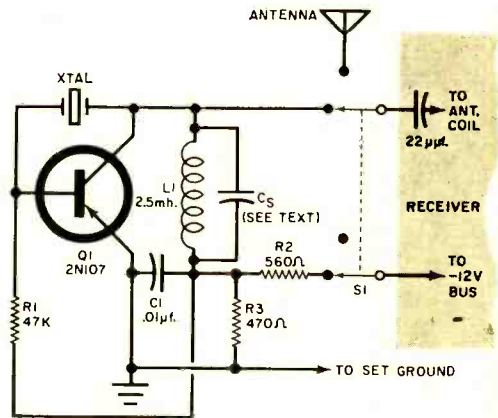 ANTENNA
XTAL
TO
ANT.
COIL
22µµf.
L1
2.5mh.
CS
(SEE TEXT)
RECEIVER
Q1
2N107
R2
560Ω
TO
-12V
BUS
C1
.01µf.
R3
470Ω
S1
R1
47K
TO SET GROUND